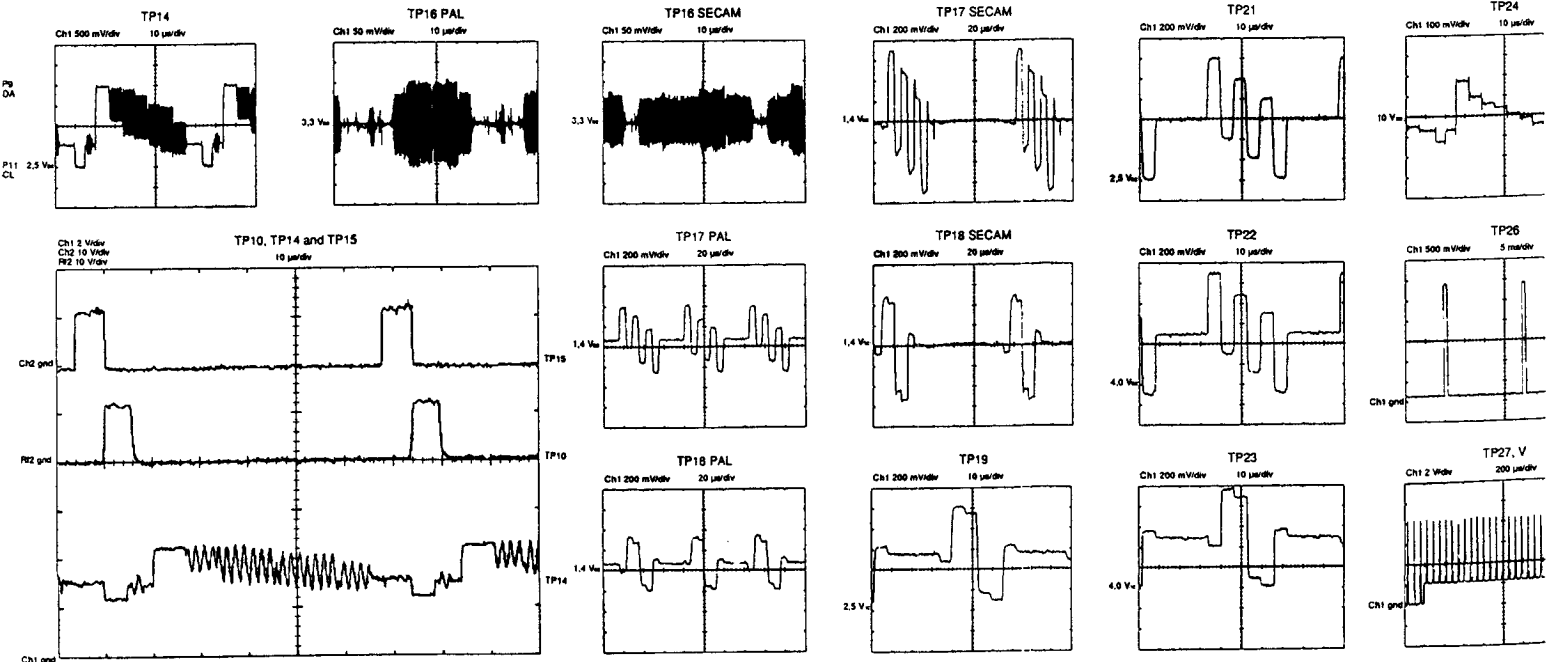 TP14
Ch1 500 mV/div 10 µs/div
P9
DA
P11
CL
2,5 V
TP16 PAL
Ch1 50 mV/div 10 µs/div
3,3 V
TP16 SECAM
Ch1 50 mV/div 10 µs/div
3,3 V
TP17 SECAM
Ch1 200 mV/div 20 µs/div
1,4 V
TP21
Ch1 200 mV/div 10 µs/div
2,5 V
TP24
Ch1 100 mV/div 10 µs/div
10 V
TP10, TP14 and TP15
Ch1 2 V/div
Ch2 10 V/div
Rf2 10 V/div
10 µs/div
Ch2 gnd
TP15
Rf2 gnd
TP10
TP14
Ch1 gnd
TP17 PAL
Ch1 200 mV/div 20 µs/div
1,4 V
TP18 SECAM
Ch1 200 mV/div 20 µs/div
1,4 V
TP22
Ch1 200 mV/div 10 µs/div
4,0 V
TP26
Ch1 500 mV/div 5 ms/div
Ch1 gnd
TP18 PAL
Ch1 200 mV/div 20 µs/div
1,4 V
TP19
Ch1 200 mV/div 10 µs/div
2,5 V
TP23
Ch1 200 mV/div 10 µs/div
4,0 V
TP27, V
Ch1 2 V/div 200 µs/div
Ch1 gnd